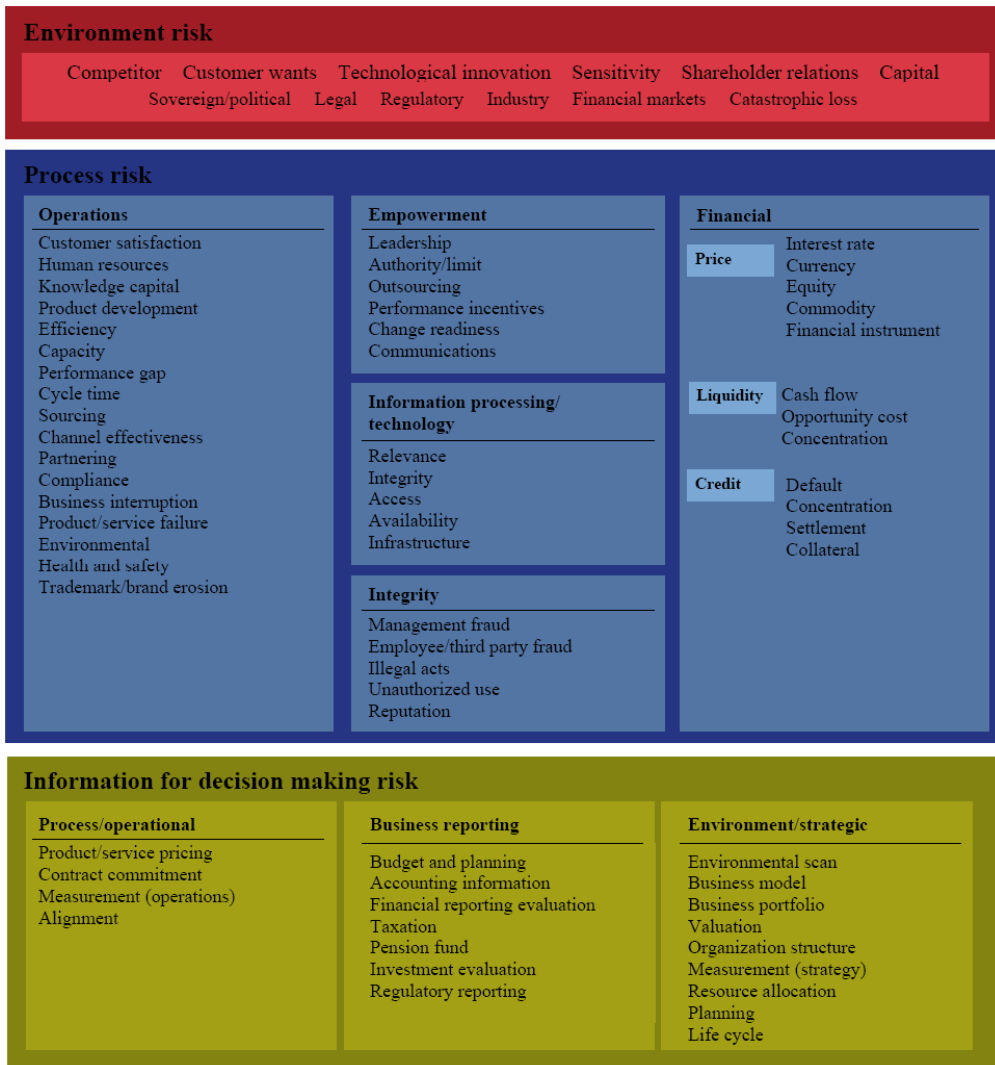 Environment risk
Competitor Customer wants Technological innovation Sensitivity Shareholder relations Capital
Sovereign/political Legal Regulatory Industry Financial markets Catastrophic loss
Process risk
Operations
Customer satisfaction
Human resources
Knowledge capital
Product development
Efficiency
Capacity
Performance gap
Cycle time
Sourcing
Channel effectiveness
Partnering
Compliance
Business interruption
Product/service failure
Environmental
Health and safety
Trademark/brand erosion
Empowerment
Leadership
Authority/limit
Outsourcing
Performance incentives
Change readiness
Communications
Information processing/
technology
Relevance
Integrity
Access
Availability
Infrastructure
Integrity
Management fraud
Employee/third party fraud
Illegal acts
Unauthorized use
Reputation
Financial
Price
Interest rate
Currency
Equity
Commodity
Financial instrument
Liquidity
Cash flow
Opportunity cost
Concentration
Credit
Default
Concentration
Settlement
Collateral
Information for decision making risk
Process/operational
Product/service pricing
Contract commitment
Measurement (operations)
Alignment
Business reporting
Budget and planning
Accounting information
Financial reporting evaluation
Taxation
Pension fund
Investment evaluation
Regulatory reporting
Environment/strategic
Environmental scan
Business model
Business portfolio
Valuation
Organization structure
Measurement (strategy)
Resource allocation
Planning
Life cycle